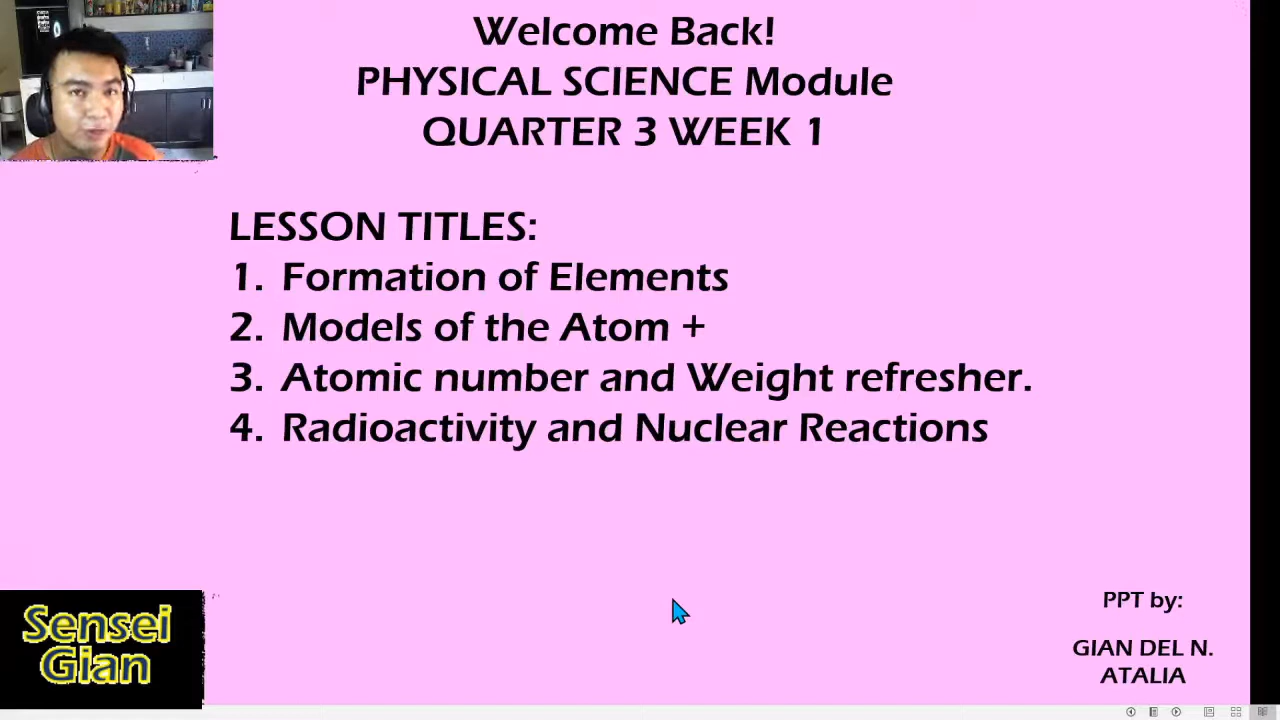 Welcome Back!
PHYSICAL SCIENCE Module
QUARTER 3 WEEK 1
LESSON TITLES:
1. Formation of Elements
2. Models of the Atom +
3. Atomic number and Weight refresher.
4. Radioactivity and Nuclear Reactions
Sensei
Gian
PPT by:
GIAN DEL N.
ATALIA